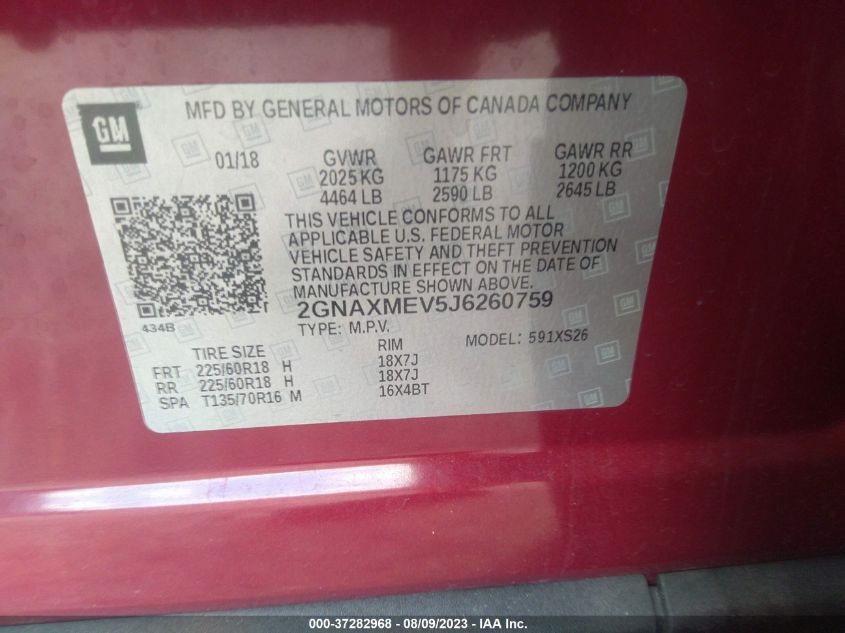 GM
MFD BY GENERAL MOTORS OF CANADA COMPANY
01/18 GVWR GAWR FRT GAWR RR
2025 KG 1175 KG 1200 KG
4464 LB 2590 LB 2645 LB
THIS VEHICLE CONFORMS TO ALL
APPLICABLE U.S. FEDERAL MOTOR
VEHICLE SAFETY AND THEFT PREVENTION
STANDARDS IN EFFECT ON THE DATE OF
MANUFACTURE SHOWN ABOVE.
LT
434B
2GNAXMEV5J6260759
TYPE: M.P.V. MODEL: 591XS26
TIRE SIZE RIM
FRT 225/60R18 H 18X7J
RR 225/60R18 H 18X7J
SPA T135/70R16 M 16X4BT
000-37282968 - 08/09/2023 - IAA Inc.